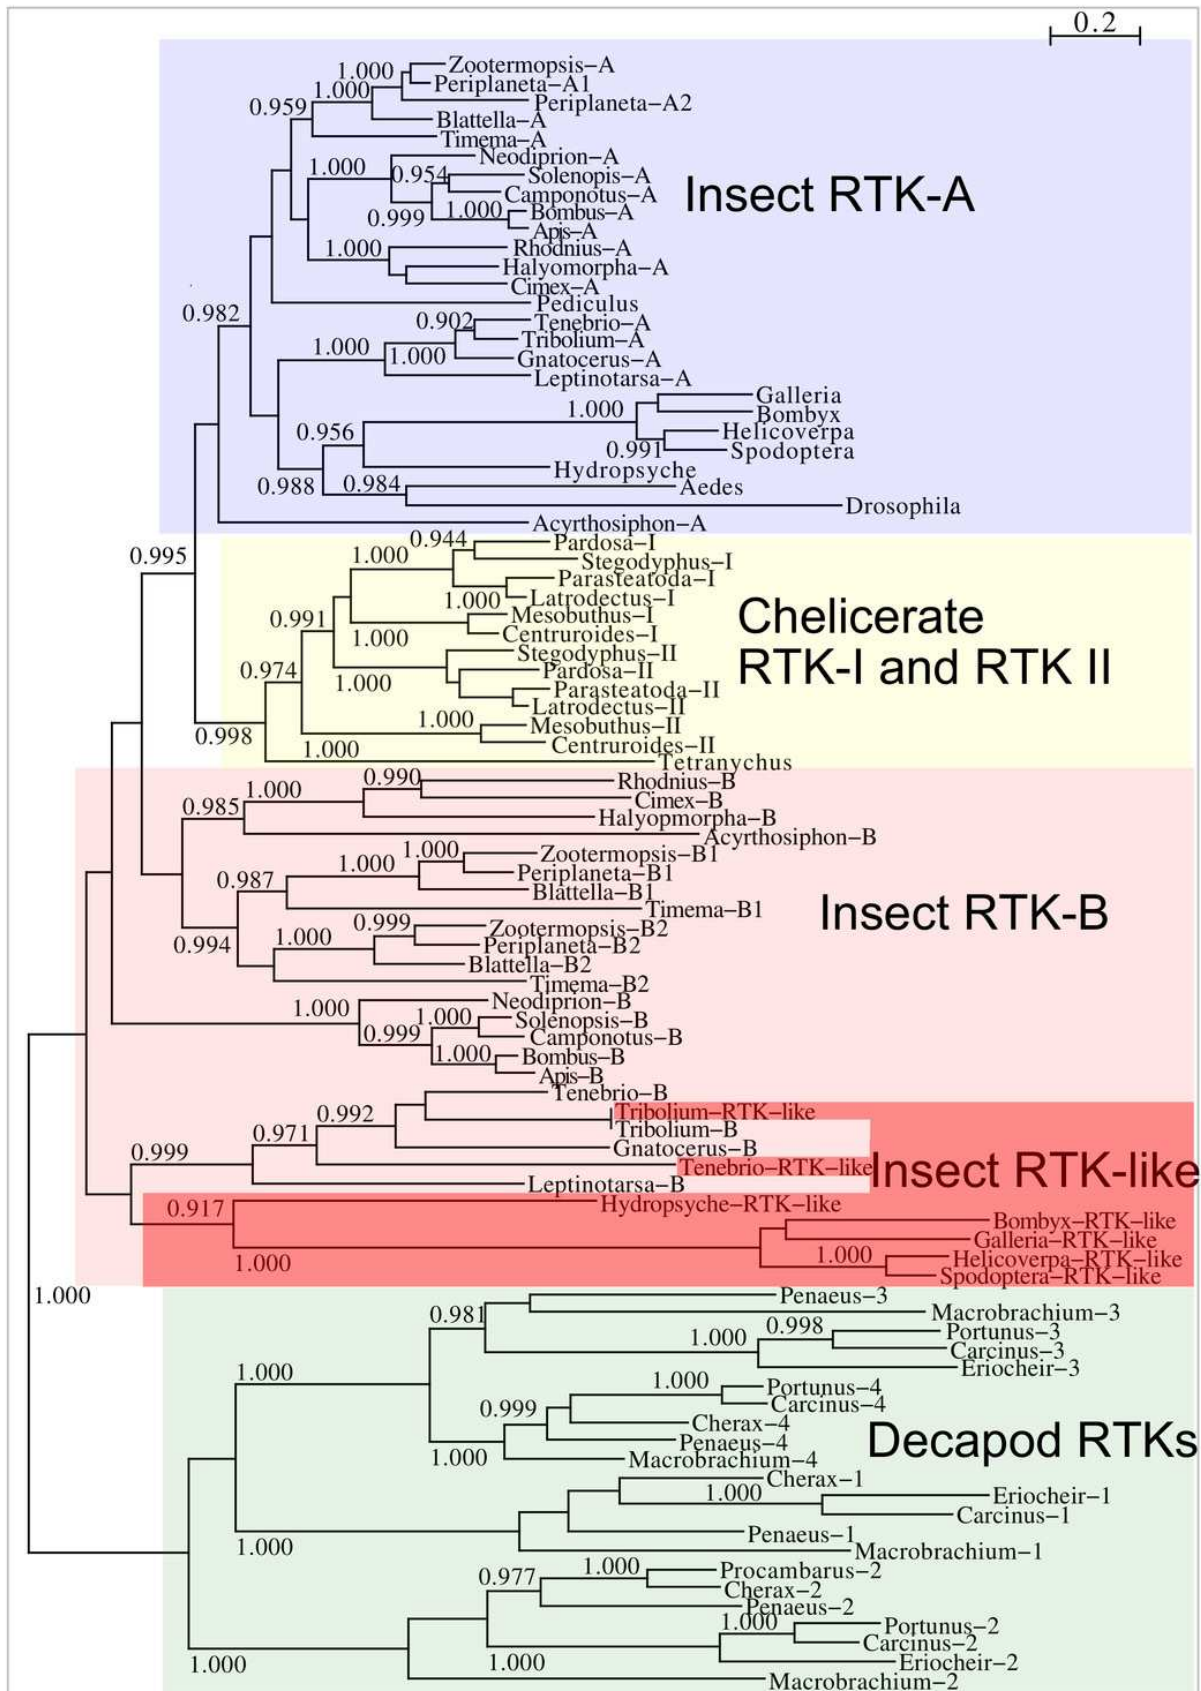 0.2
Zootermopsis–A
1.000
Periplaneta–A1
1.000
Periplaneta–A2
0.959
Blattella–A
Timema–A
Neodiprion–A
1.000
0.954
Solenopis–A
Camponotus–A
Insect RTK-A
Bombus–A
1.000
0.999
Apis–A
Rhodnius–A
1.000
Halyomorpha–A
Cimex–A
Pediculus
0.982
0.902
Tenebrio–A
Tribolium–A
1.000
1.000
Gnatocerus–A
Leptinotarsa–A
Galleria
1.000
Bombyx
0.956
Helicoverpa
0.991
Spodoptera
Hydropsyche
0.988
0.984
Aedes
Drosophila
Acyrthosiphon–A
0.944
Pardosa–I
0.995
1.000
Stegodyphus–I
Parasteatoda–I
1.000
Latrodectus–I
Mesobuthus–I
0.991
1.000
Centruroides–I
Chelicerate
RTK-I and RTK II
Stegodyphus–II
0.974
Pardosa–II
1.000
Parasteatoda–II
Latrodectus–II
1.000
Mesobuthus–II
0.998
1.000
Centruroides–II
Tetranychus
0.990
Rhodnius–B
1.000
Cimex–B
0.985
Halyopmorpha–B
Acyrthosiphon–B
1.000
Zootermopsis–B1
1.000
Periplaneta–B1
0.987
Blattella–B1
Timema–B1
Insect RTK-B
0.999
Zootermopsis–B2
0.994
1.000
Periplaneta–B2
Blattella–B2
Timema–B2
1.000
Neodiprion–B
1.000
Solenopsis–B
0.999
Camponotus–B
1.000
Bombus–B
Apis–B
Tenebrio–B
0.992
Tribolium–RTK–like
Tribolium–B
0.971
Gnatocerus–B
0.999
Tenebrio–RTK–like
Insect RTK-like
Leptinotarsa–B
0.917
Hydropsyche–RTK–like
Bombyx–RTK–like
Galleria–RTK–like
1.000
1.000
Helicoverpa–RTK–like
Spodoptera–RTK–like
1.000
Penaeus–3
0.981
Macrobrachium–3
1.000
0.998
Portunus–3
Carcinus–3
Eriocheir–3
1.000
1.000
Portunus–4
Carcinus–4
0.999
Cherax–4
Penaeus–4
1.000
Macrobrachium–4
Decapod RTKs
Cherax–1
1.000
Eriocheir–1
Carcinus–1
Penaeus–1
1.000
Macrobrachium–1
1.000
Procambarus–2
0.977
Cherax–2
Penaeus–2
1.000
Portunus–2
Carcinus–2
1.000
1.000
Eriocheir–2
Macrobrachium–2